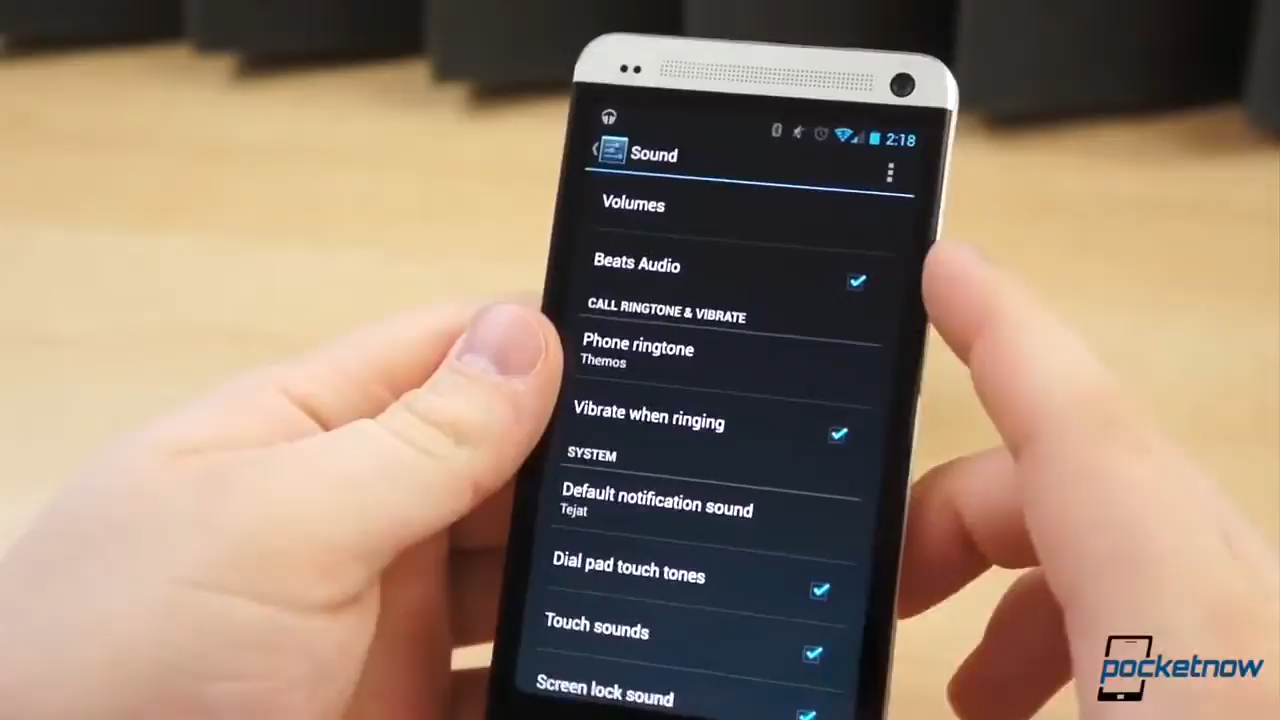 2:18
Sound
Volumes
Beats Audio
CALL RINGTONE & VIBRATE
Phone ringtone
Themos
Vibrate when ringing
SYSTEM
Default notification sound
Tejat
Dial pad touch tones
Touch sounds
Screen lock sound
pocketnow